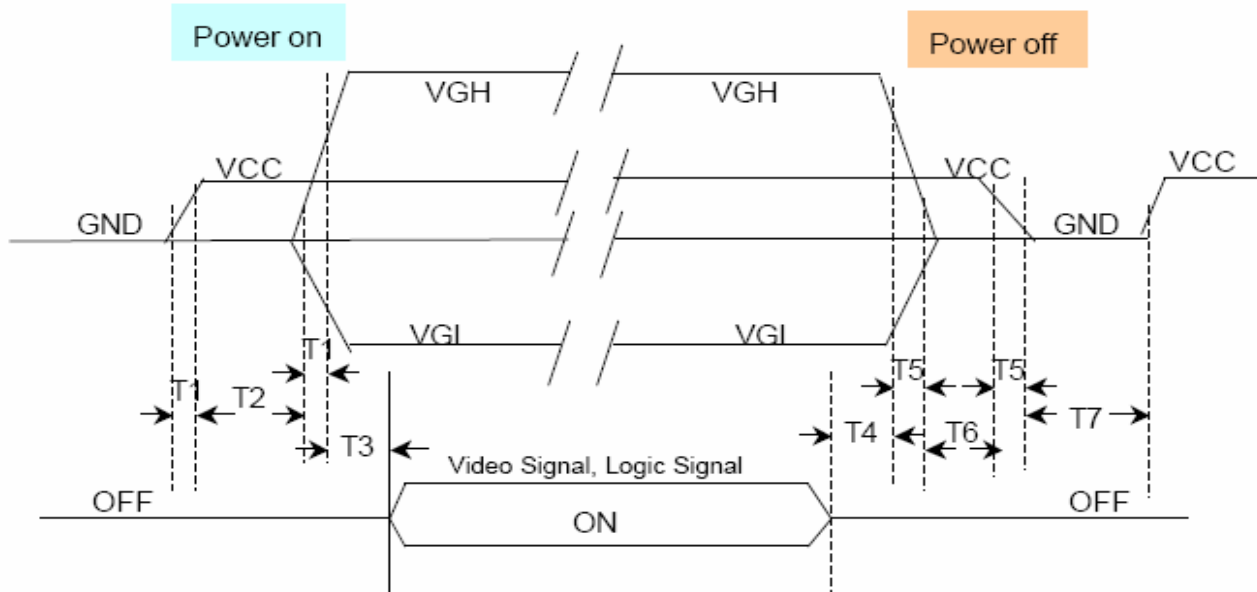 Power on
Power off
VGH
VGH
VCC
VCC
VCC
GND
GND
VGL
VGL
T1
T5
T5
T1
T2
T7
T3
T4
T6
Video Signal, Logic Signal
OFF
ON
OFF